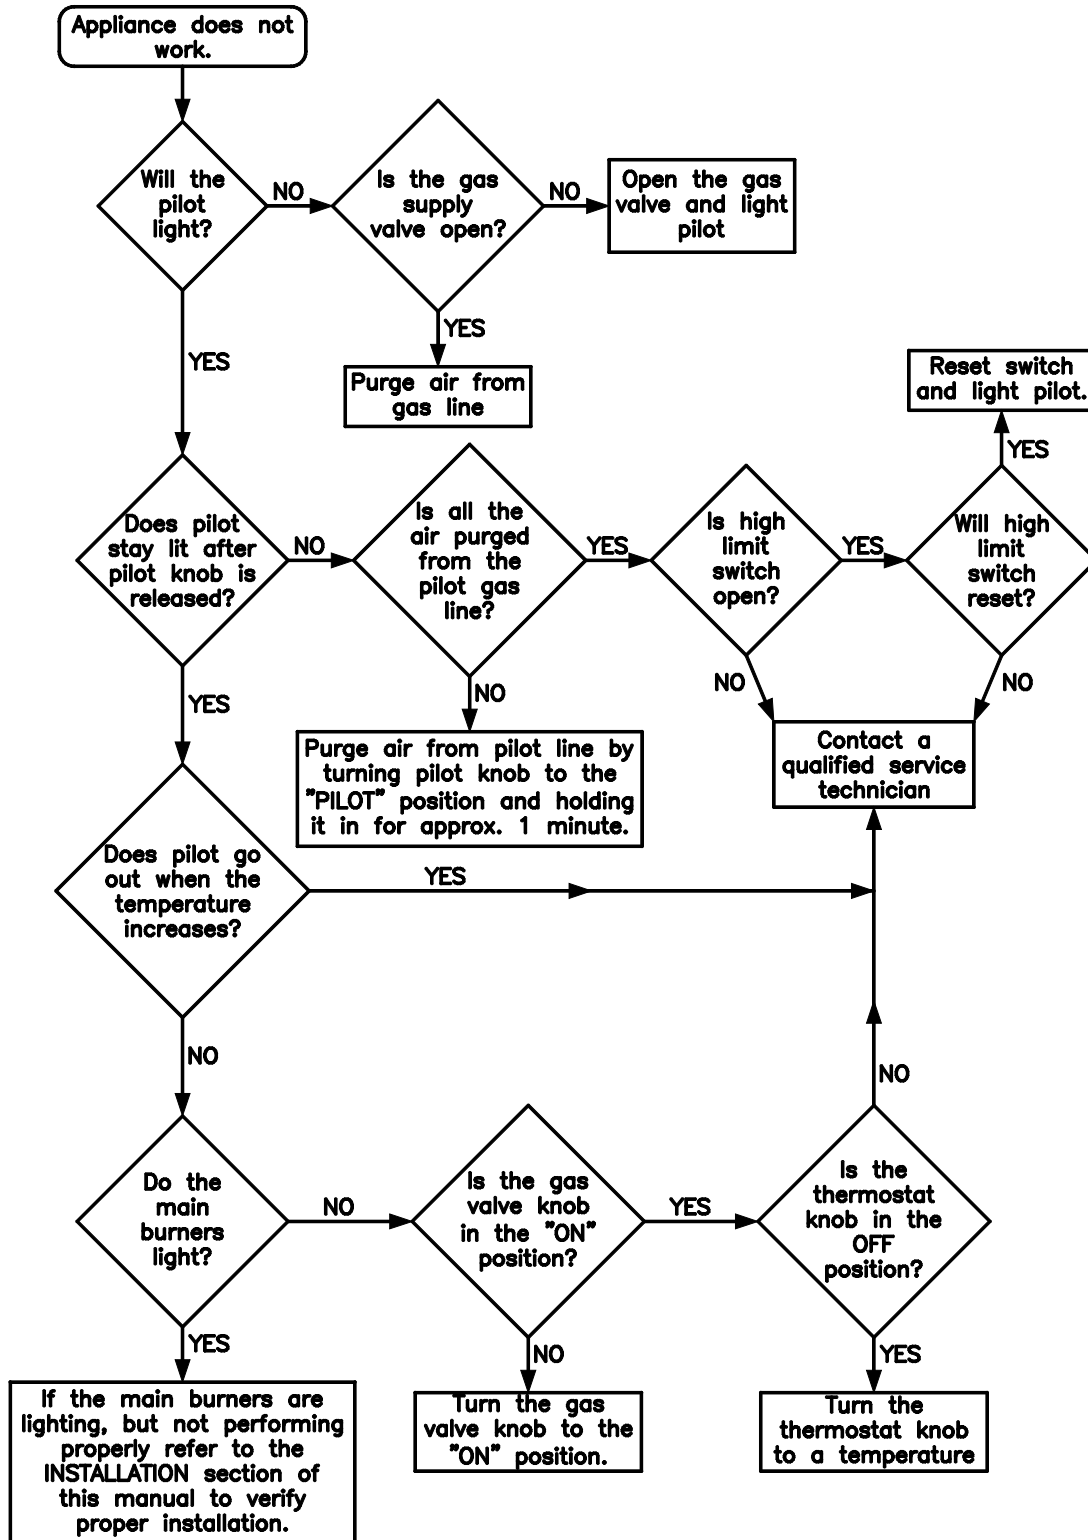 Appliance does not
work.
Will the
pilot
light?
NO
Is the gas
supply
valve open?
NO
Open the gas
valve and light
pilot
YES
Purge air from
gas line
YES
Does pilot
stay lit after
pilot knob is
released?
NO
Is all the
air purged
from the
pilot gas
line?
YES
Is high
limit
switch
open?
YES
Will high
limit
switch
reset?
YES
Reset switch
and light pilot.
NO
NO
Contact a
qualified service
technician
NO
Purge air from pilot line by
turning pilot knob to the
"PILOT" position and holding
it in for approx. 1 minute.
YES
Does pilot go
out when the
temperature
increases?
YES
NO
Do the
main
burners
light?
NO
Is the gas
valve knob
in the "ON"
position?
YES
Is the
thermostat
knob in the
OFF
position?
NO
YES
If the main burners are
lighting, but not performing
properly refer to the
INSTALLATION section of
this manual to verify
proper installation.
NO
Turn the gas
valve knob to the
"ON" position.
YES
Turn the
thermostat knob
to a temperature